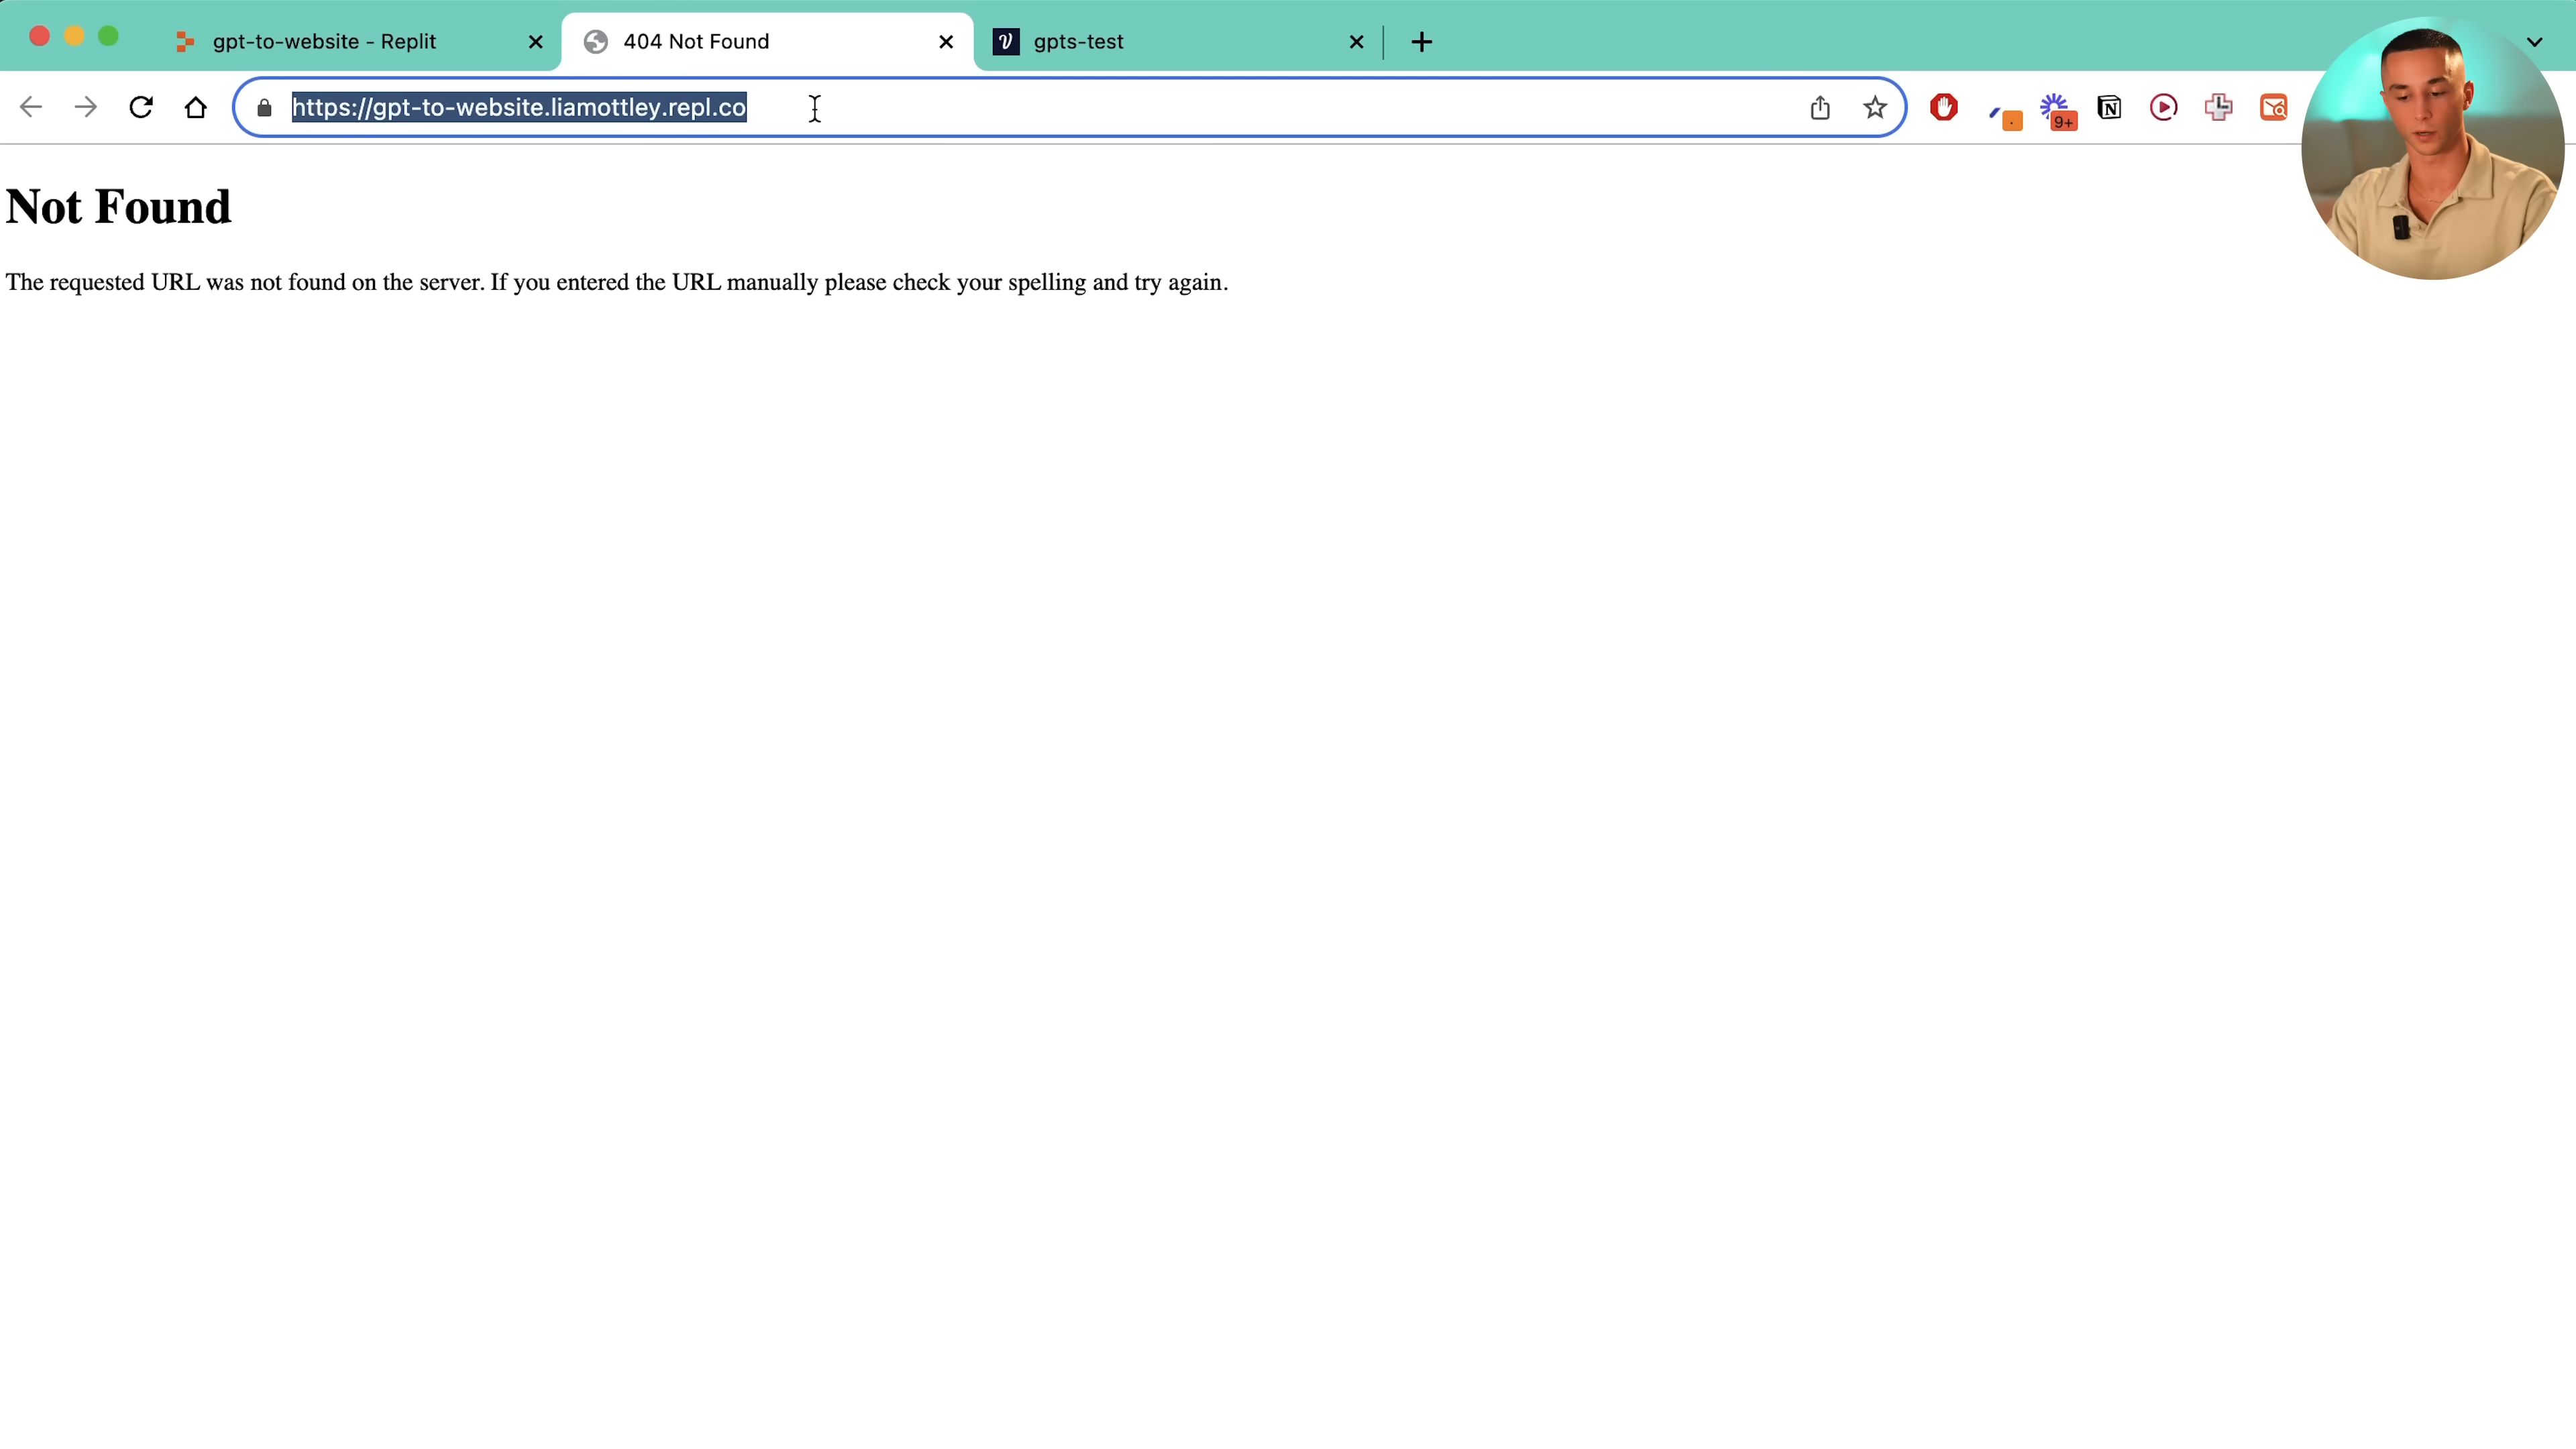 gpt-to-website - Replit
404 Not Found
gpts-test
https://gpt-to-website.liamottley.repl.co
9+
Not Found
The requested URL was not found on the server. If you entered the URL manually please check your spelling and try again.